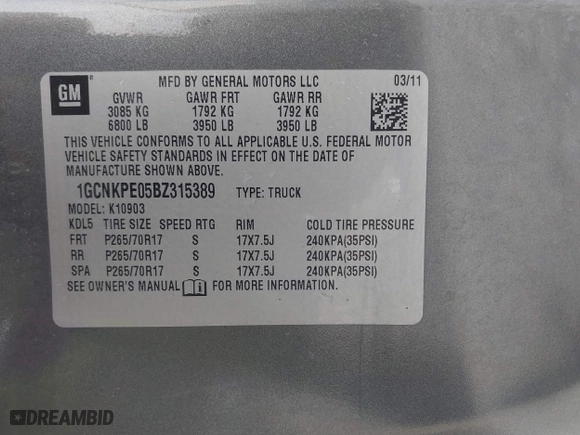 GM
MFD BY GENERAL MOTORS LLC 03/11
GVWR GAWR FRT GAWR RR
3085 KG 1792 KG 1792 KG
6800 LB 3950 LB 3950 LB
THIS VEHICLE CONFORMS TO ALL APPLICABLE U.S. FEDERAL MOTOR
VEHICLE SAFETY STANDARDS IN EFFECT ON THE DATE OF
MANUFACTURE SHOWN ABOVE.
1GCNKPE05BZ315389 TYPE: TRUCK
MODEL: K10903
KDL5 TIRE SIZE SPEED RTG RIM COLD TIRE PRESSURE
FRT P265/70R17 S 17X7.5J 240KPA(35PSI)
RR P265/70R17 S 17X7.5J 240KPA(35PSI)
SPA P265/70R17 S 17X7.5J 240KPA(35PSI)
SEE OWNER'S MANUAL FOR MORE INFORMATION.
DREAMBID